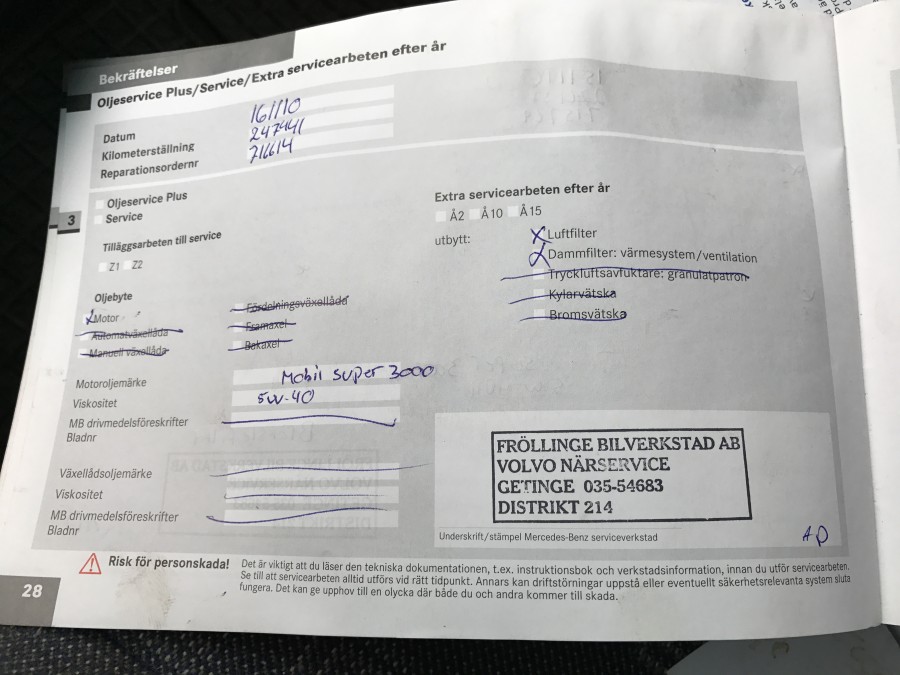 Bekräftelser
Oljeservice Plus/Service/Extra servicearbeten efter år
Datum 161110
Kilometerställning 247441
Reparationsordernr 716614
3
Oljeservice Plus
Service
Tilläggsarbeten till service
Z1 Z2
Oljebyte
Motor
Automatväxellåda
Manuell växellåda
Fördelningsväxellåda
Framaxel
Bakaxel
Extra servicearbeten efter år
Å2 Å10 Å15
utbytt:
Luftfilter
Dammfilter: värmesystem/ventilation
Tryckluftsavfuktare: granulatpatron
Kylarvätska
Bromsvätska
Motoroljemärke Mobil Super 3000
Viskositet 5W-40
MB drivmedelsföreskrifter
Bladnr
Växellådsoljemärke
Viskositet
MB drivmedelsföreskrifter
Bladnr
FRÖLLINGE BILVERKSTAD AB
VOLVO NÄRSERVICE
GETINGE 035-54683
DISTRIKT 214
Underskrift/stämpel Mercedes-Benz serviceverkstad
AD
Risk för personskada!
Det är viktigt att du läser den tekniska dokumentationen, t.ex. instruktionsbok och verkstadsinformation, innan du utför servicearbeten.
Se till att servicearbeten alltid utförs vid rätt tidpunkt. Annars kan driftstörningar uppstå eller eventuellt säkerhetsrelevanta system sluta
fungera. Det kan ge upphov till en olycka där både du och andra kommer till skada.
28